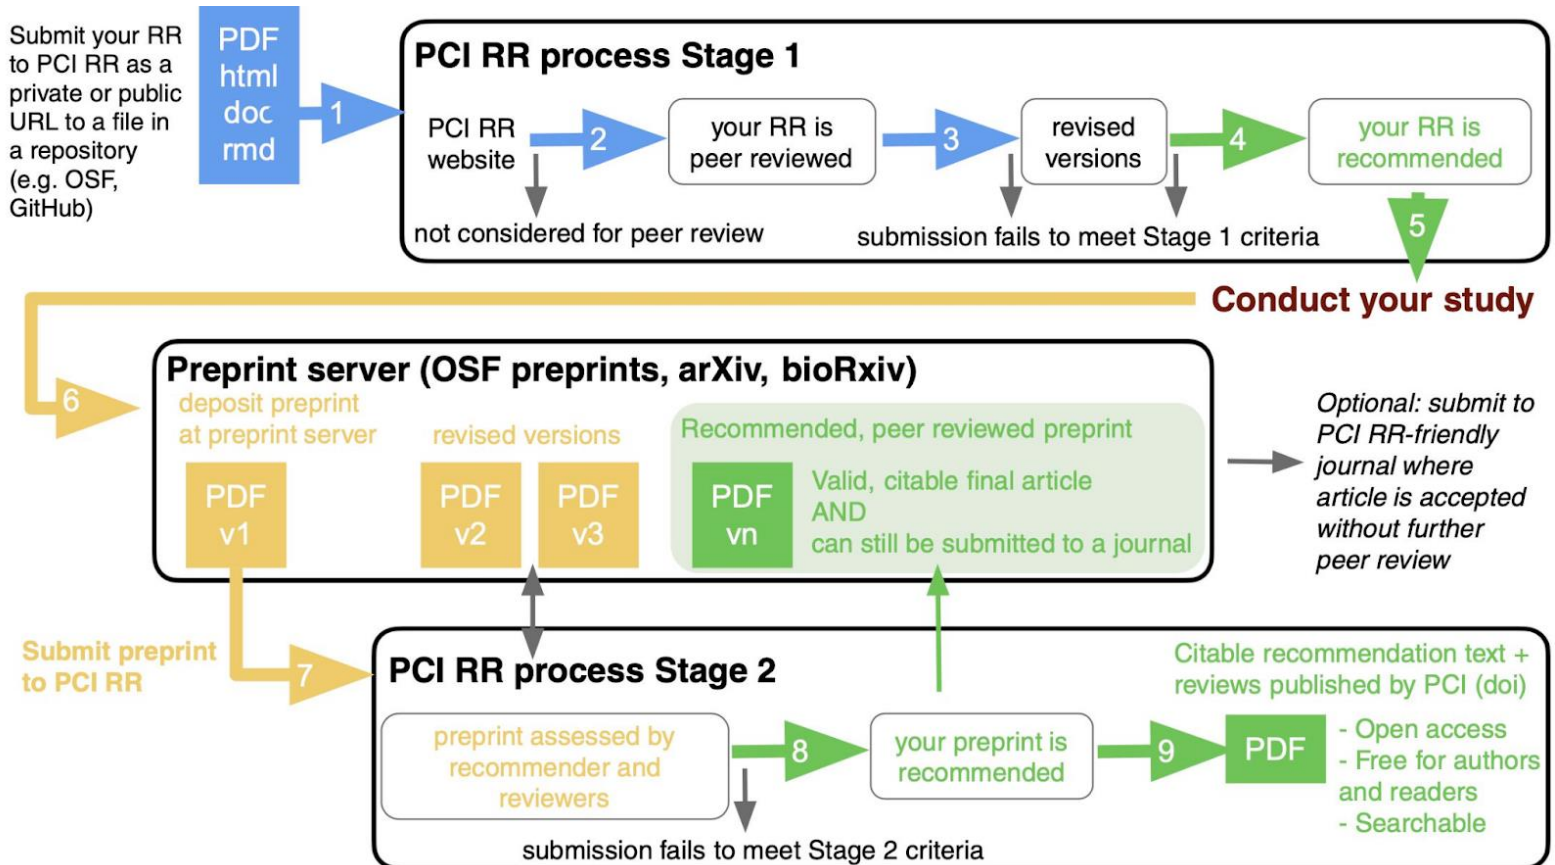 Submit your RR
to PCI RR as a
private or public
URL to a file in
a repository
(e.g. OSF,
GitHub)
PDF
html
doc
rmd
1
PCI RR process Stage 1
PCI RR
website
2
your RR is
peer reviewed
3
revised
versions
4
your RR is
recommended
not considered for peer review
submission fails to meet Stage 1 criteria
5
Conduct your study
6
Preprint server (OSF preprints, arXiv, bioRxiv)
deposit preprint
at preprint server
PDF
v1
revised versions
PDF
v2
PDF
v3
Recommended, peer reviewed preprint
PDF
vn
Valid, citable final article
AND
can still be submitted to a journal
Optional: submit to
PCI RR-friendly
journal where
article is accepted
without further
peer review
Submit preprint
to PCI RR
7
PCI RR process Stage 2
preprint assessed by
recommender and
reviewers
8
your preprint is
recommended
9
PDF
Citable recommendation text +
reviews published by PCI (doi)
- Open access
- Free for authors
and readers
- Searchable
submission fails to meet Stage 2 criteria